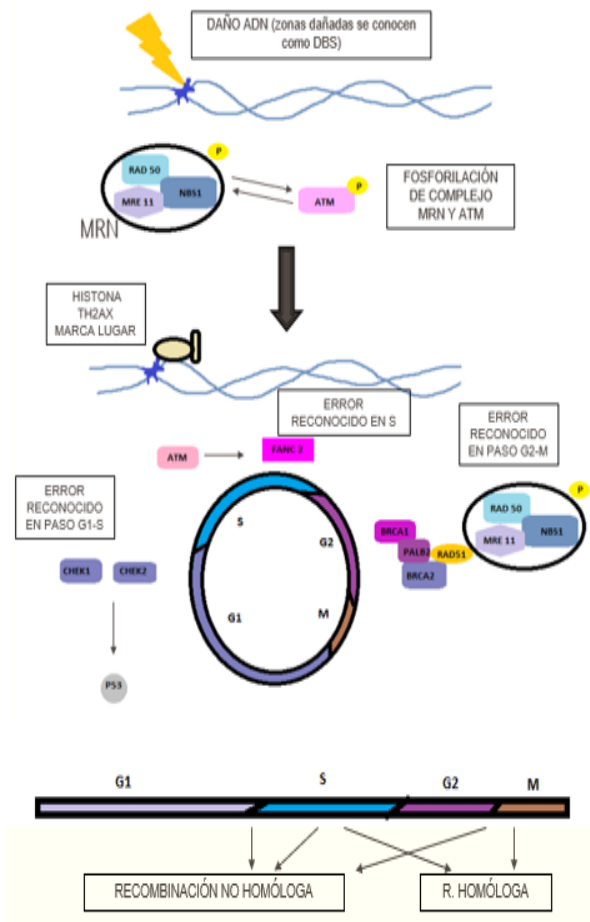 DAÑO ADN (zonas dañadas se conocen
como DBS)
P
RAD 50
NBS1
MRE 11
MRN
P
ATM
FOSFORILACIÓN
DE COMPLEJO
MRN Y ATM
HISTONA
TH2AX
MARCA LUGAR
ERROR
RECONOCIDO EN S
ATM
FANC 2
ERROR
RECONOCIDO
EN PASO G2-M
ERROR
RECONOCIDO
EN PASO G1-S
P
RAD 50
NBS1
MRE 11
BRCA1
PALB2
RAD51
BRCA2
CHEK1
CHEK2
P53
S
G2
G1
M
G1
S
G2
M
RECOMBINACIÓN NO HOMÓLOGA
R. HOMÓLOGA